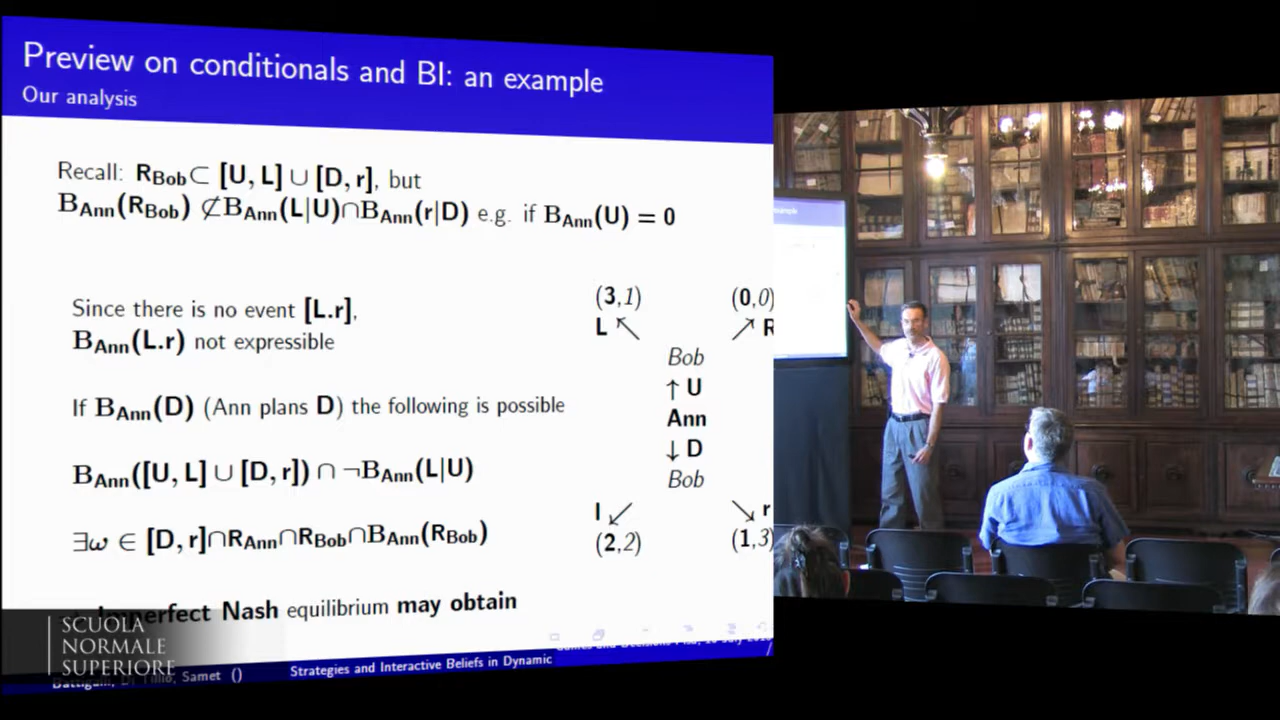 Preview on conditionals and BI: an example
Our analysis
Recall: R_Bob ⊂ [U, L] ∪ [D, r], but
B_Ann(R_Bob) ⊄ B_Ann(L|U)∩B_Ann(r|D) e.g. if B_Ann(U) = 0
Since there is no event [L.r],
B_Ann(L.r) not expressible
If B_Ann(D) (Ann plans D) the following is possible
B_Ann([U, L] ∪ [D, r]) ∩ ¬B_Ann(L|U)
∃ω ∈ [D, r]∩R_Ann∩R_Bob∩B_Ann(R_Bob)
Imperfect Nash equilibrium may obtain
(3,1) (0,0)
L ↖ ↗ R
Bob
↑ U
Ann
↓ D
Bob
l ↙ ↘ r
(2,2) (1,3)
SCUOLA
NORMALE
SUPERIORE
Samet ()
Strategies and Interactive Beliefs in Dynamic